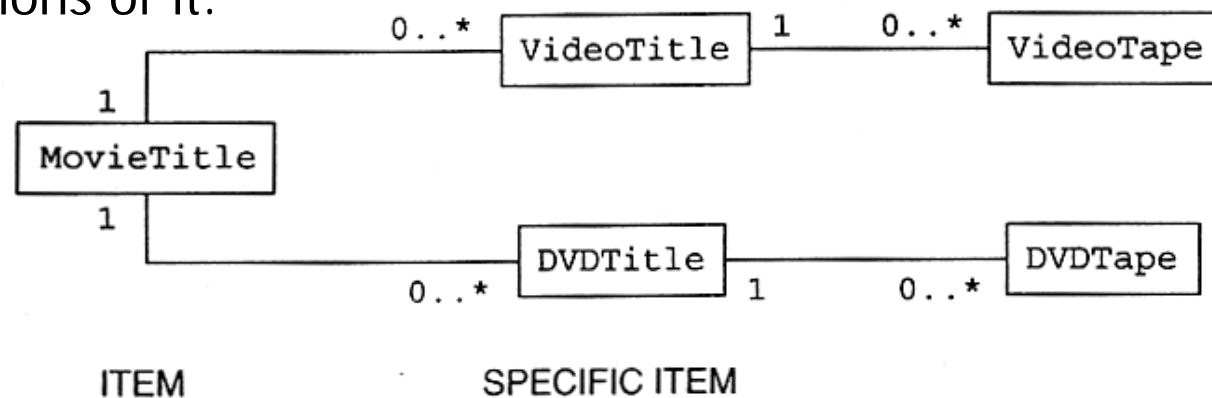 ions of it.
0..* VideoTitle 1 0..* VideoTape
1
MovieTitle
1
DVDTitle DVDTape
0..* 1 0..*
ITEM SPECIFIC ITEM